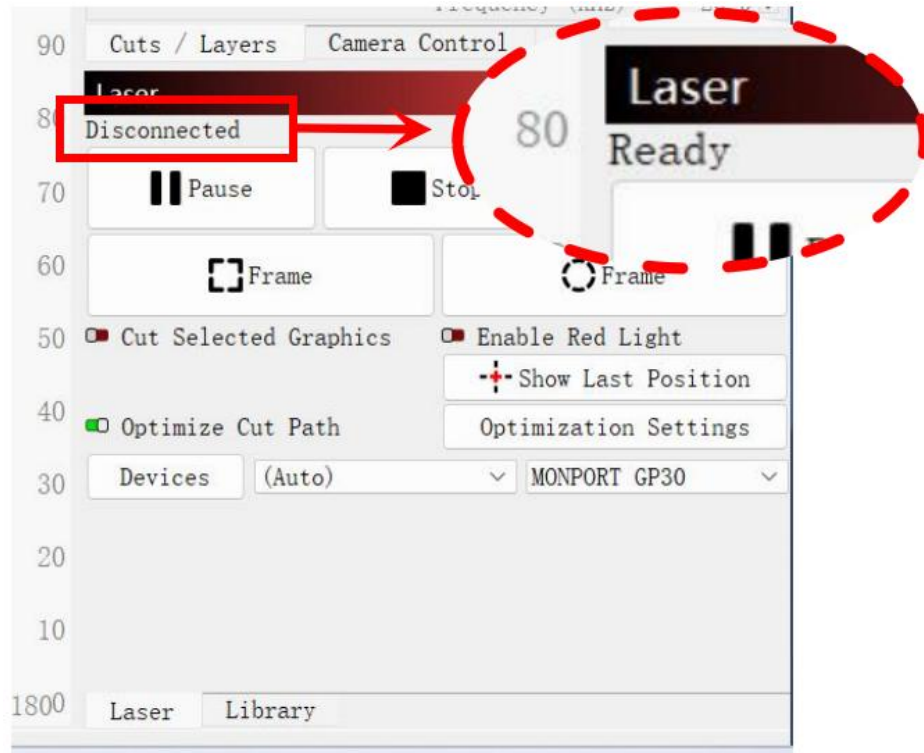 90
Cuts / Layers Camera Control
Laser
Laser
80
Disconnected
80
Ready
70
Pause
60
Frame
Frame
50
Cut Selected Graphics
Enable Red Light
Show Last Position
40
Optimize Cut Path
Optimization Settings
30
Devices (Auto) MONPORT GP30
20
10
1800
Laser Library